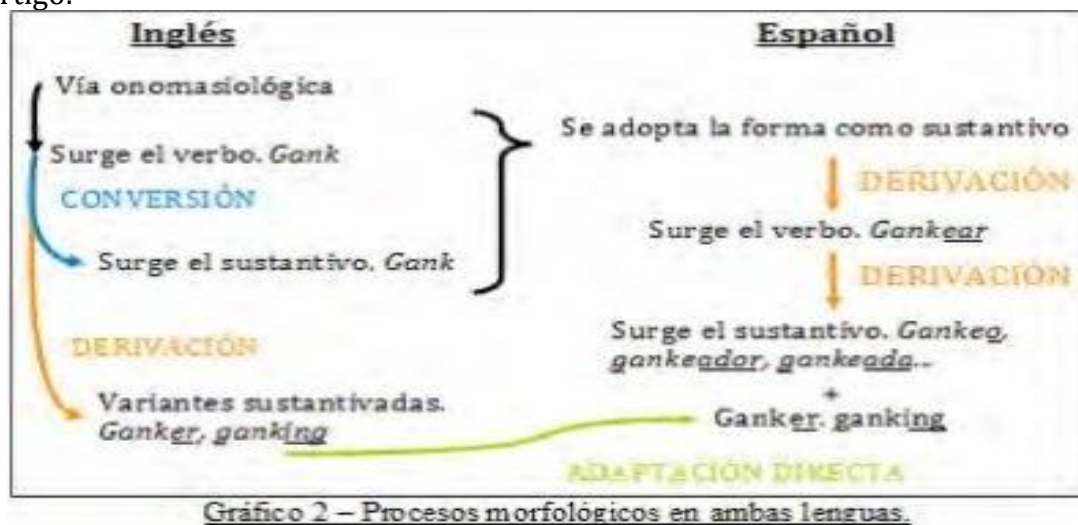 rtigo.
Inglés
Vía onomasiológica
Surge el verbo. Gank
CONVERSIÓN
Surge el sustantivo. Gank
DERIVACIÓN
Variantes sustantivadas.
Ganker, ganking
Español
Se adopta la forma como sustantivo
DERIVACIÓN
Surge el verbo. Gankear
DERIVACIÓN
Surge el sustantivo. Gankeo,
gankeador, gankeada...
+
Ganker. ganking
ADAPTACIÓN DIRECTA
Gráfico 2 – Procesos morfológicos en ambas lenguas.